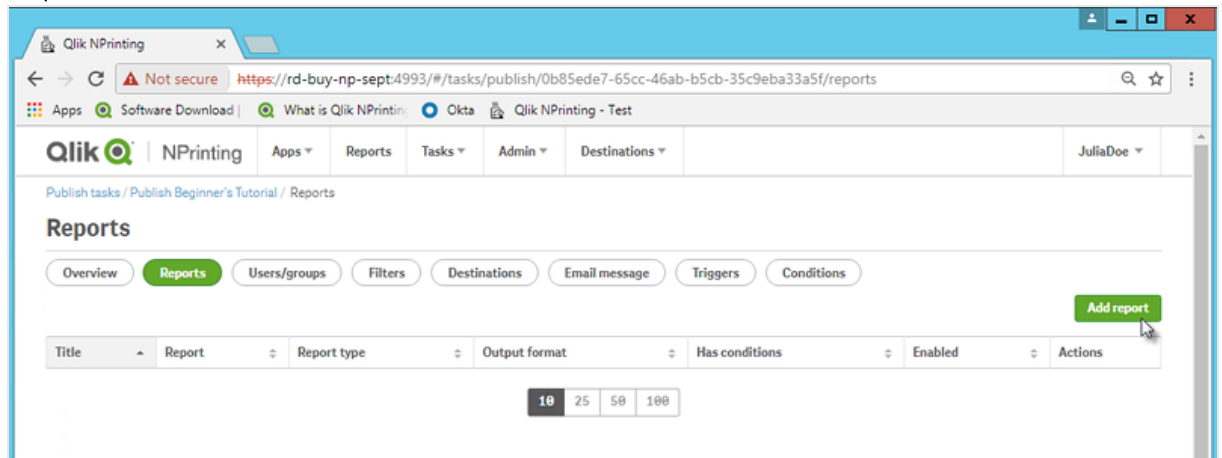 Qlik NPrinting
Not secure https://rd-buy-np-sept:4993/#/tasks/publish/0b85ede7-65cc-46ab-b5cb-35c9eba33a5f/reports
Apps Software Download | What is Qlik NPrinting Okta Qlik NPrinting - Test
Qlik NPrinting Apps Reports Tasks Admin Destinations JuliaDoe
Publish tasks / Publish Beginner's Tutorial / Reports
Reports
Overview Reports Users/groups Filters Destinations Email message Triggers Conditions
Add report
Title Report Report type Output format Has conditions Enabled Actions
10 25 50 100